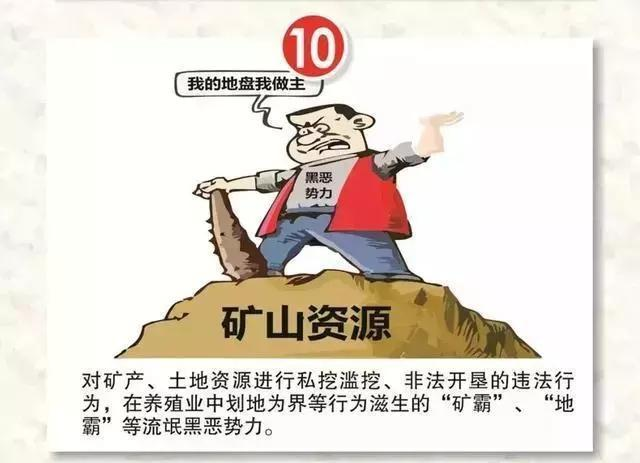 10
我的地盘我做主
黑恶
势力
矿山资源
对矿产、土地资源进行私挖滥挖、非法开垦的违法行
为，在养殖业中划地为界等行为滋生的“矿霸”、“地
霸”等流氓黑恶势力。